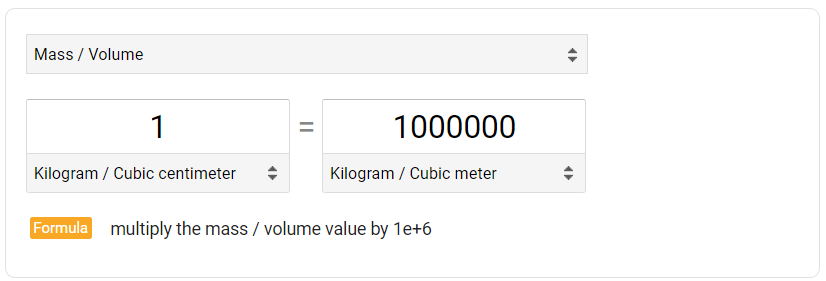 Mass / Volume
1 = 1000000
Kilogram / Cubic centimeter Kilogram / Cubic meter
Formula multiply the mass / volume value by 1e+6